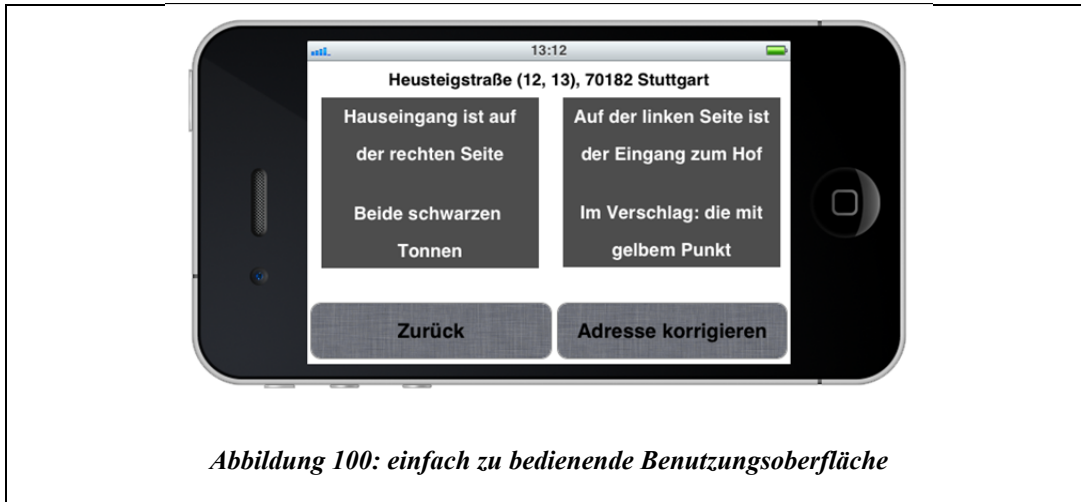 13:12
Heusteigstraße (12, 13), 70182 Stuttgart
Hauseingang ist auf
der rechten Seite
Beide schwarzen
Tonnen
Auf der linken Seite ist
der Eingang zum Hof
Im Verschlag: die mit
gelbem Punkt
Zurück
Adresse korrigieren
Abbildung 100: einfach zu bedienende Benutzungsoberfläche